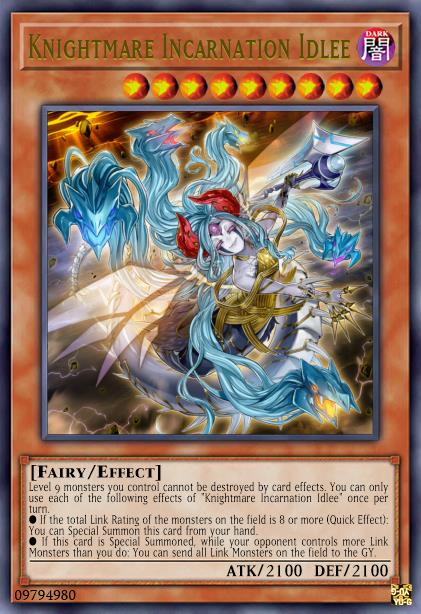 Knightmare Incarnation Idlee
DARK
闇
[Fairy/Effect]
Level 9 monsters you control cannot be destroyed by card effects. You can only
use each of the following effects of "Knightmare Incarnation Idlee" once per
turn.
● If the total Link Rating of the monsters on the field is 8 or more (Quick Effect):
You can Special Summon this card from your hand.
● If this card is Special Summoned, while your opponent controls more Link
Monsters than you do: You can send all Link Monsters on the field to the GY.
ATK/2100 DEF/2100
09794980